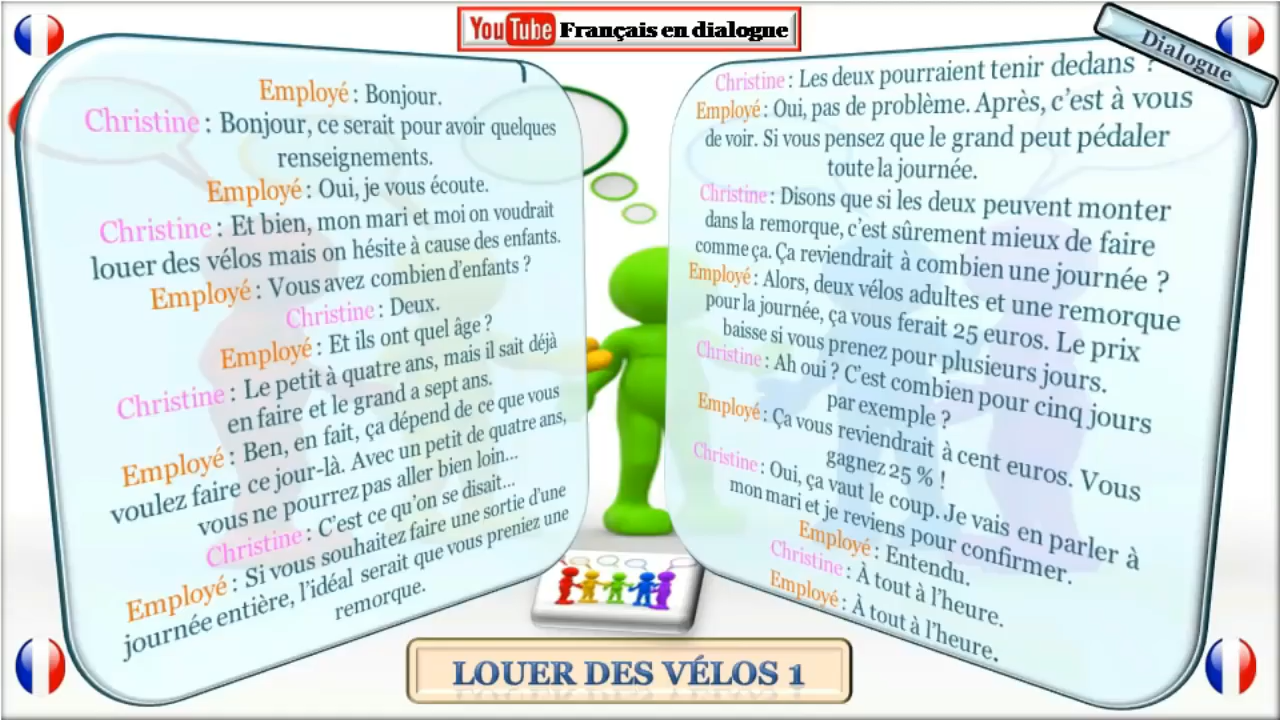 YouTube Français en dialogue
Dialogue
Employé : Bonjour.
Christine : Bonjour, ce serait pour avoir quelques
renseignements.
Employé : Oui, je vous écoute.
Christine : Et bien, mon mari et moi on voudrait
louer des vélos mais on hésite à cause des enfants.
Employé : Vous avez combien d'enfants ?
Christine : Deux.
Employé : Et ils ont quel âge ?
Christine : Le petit à quatre ans, mais il sait déjà
en faire et le grand a sept ans.
Employé : Ben, en fait, ça dépend de ce que vous
voulez faire ce jour-là. Avec un petit de quatre ans,
vous ne pourrez pas aller bien loin...
Christine : C'est ce qu'on se disait...
Employé : Si vous souhaitez faire une sortie d'une
journée entière, l'idéal serait que vous preniez une
remorque.
Christine : Les deux pourraient tenir dedans ?
Employé : Oui, pas de problème. Après, c'est à vous
de voir. Si vous pensez que le grand peut pédaler
toute la journée.
Christine : Disons que si les deux peuvent monter
dans la remorque, c'est sûrement mieux de faire
comme ça. Ça reviendrait à combien une journée ?
Employé : Alors, deux vélos adultes et une remorque
pour la journée, ça vous ferait 25 euros. Le prix
baisse si vous prenez pour plusieurs jours.
Christine : Ah oui ? C'est combien pour cinq jours
par exemple ?
Employé : Ça vous reviendrait à cent euros. Vous
gagnez 25 % !
Christine : Oui, ça vaut le coup. Je vais en parler à
mon mari et je reviens pour confirmer.
Employé : Entendu.
Christine : À tout à l'heure.
Employé : À tout à l'heure.
LOUER DES VÉLOS 1